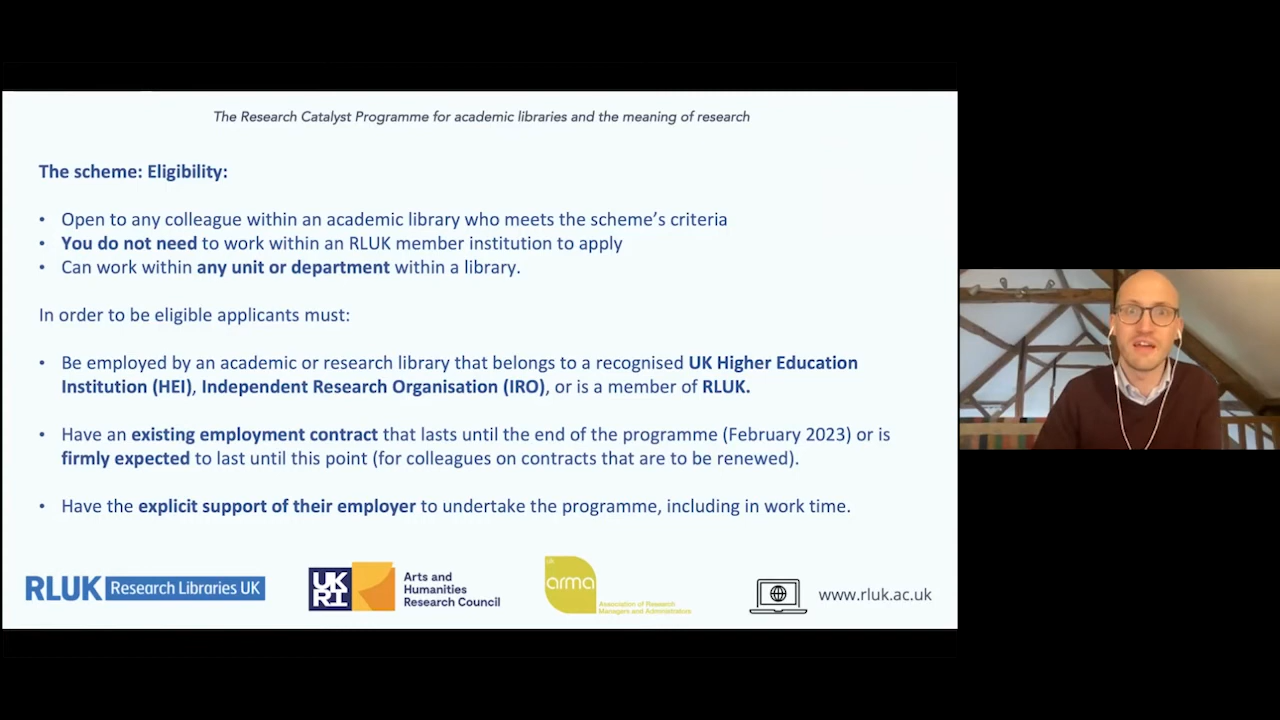 The Research Catalyst Programme for academic libraries and the meaning of research
The scheme: Eligibility:
• Open to any colleague within an academic library who meets the scheme's criteria
• You do not need to work within an RLUK member institution to apply
• Can work within any unit or department within a library.
In order to be eligible applicants must:
• Be employed by an academic or research library that belongs to a recognised UK Higher Education
Institution (HEI), Independent Research Organisation (IRO), or is a member of RLUK.
• Have an existing employment contract that lasts until the end of the programme (February 2023) or is
firmly expected to last until this point (for colleagues on contracts that are to be renewed).
• Have the explicit support of their employer to undertake the programme, including in work time.
RLUK Research Libraries UK
UK
RI
Arts and
Humanities
Research Council
uk
arma
Association of Research
Managers and Administrators
www.rluk.ac.uk